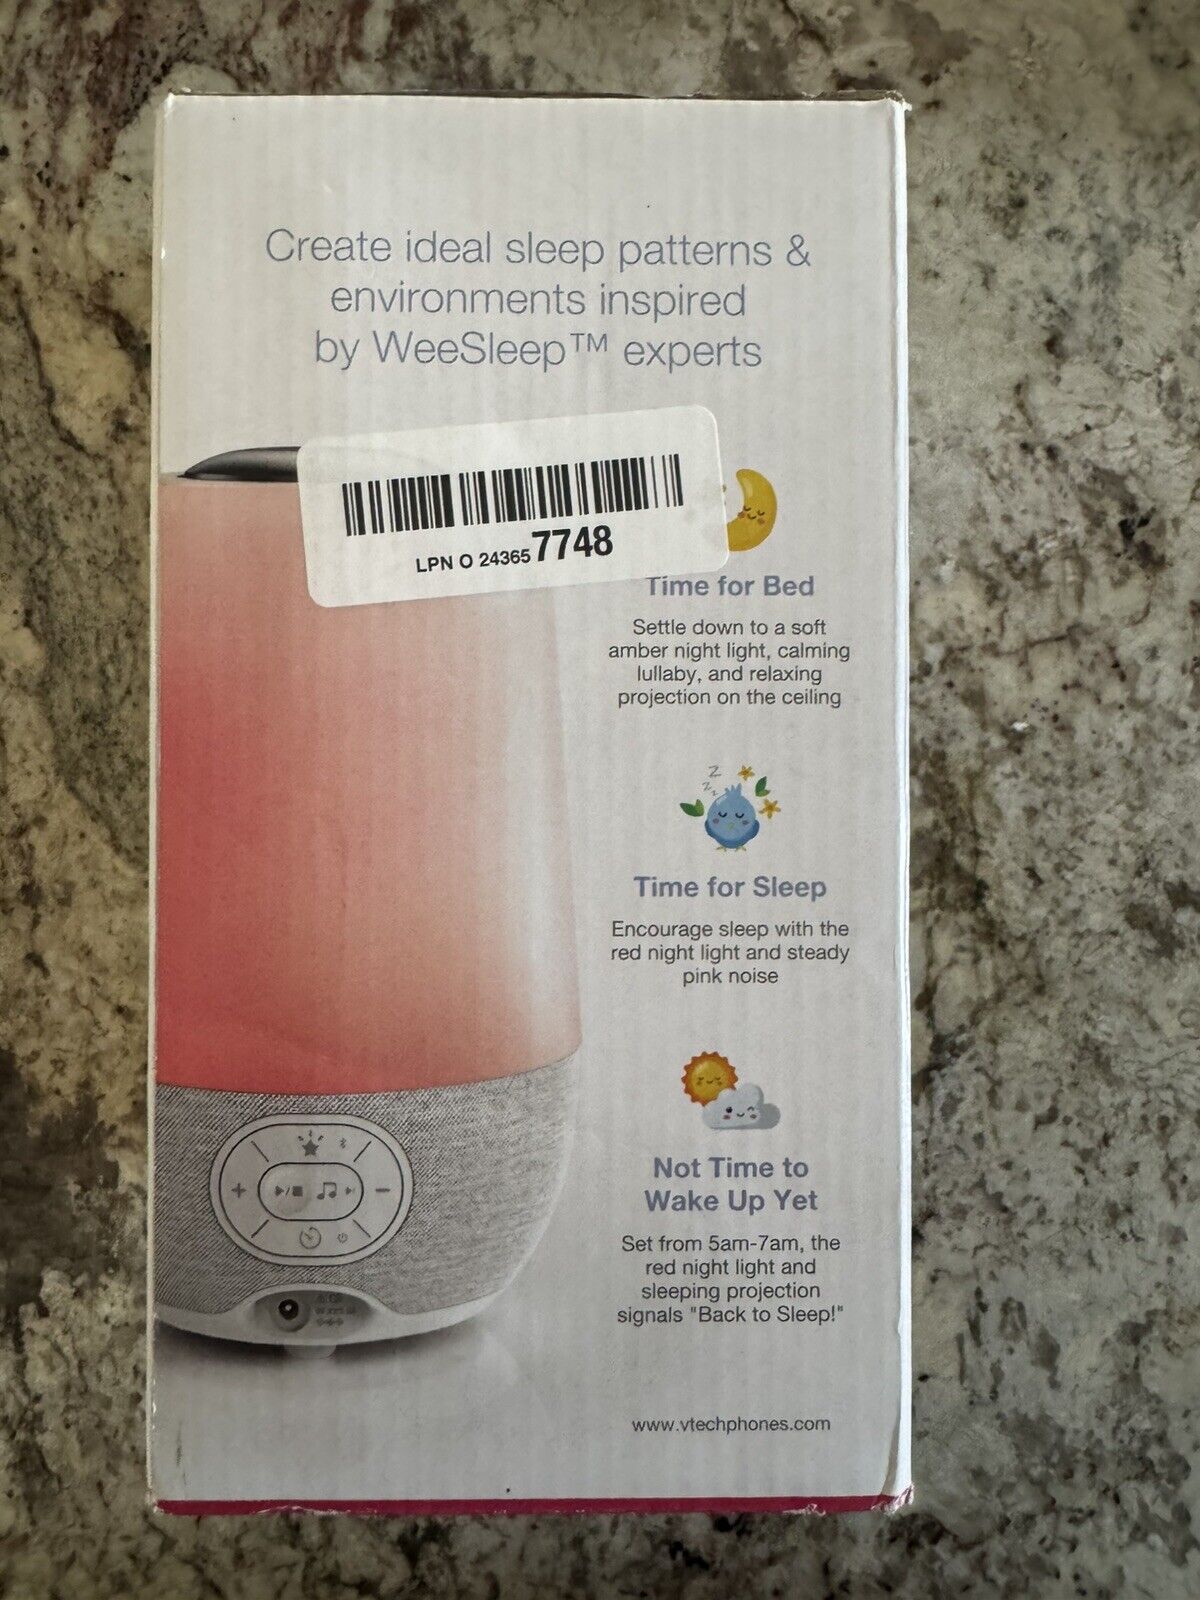 Create ideal sleep patterns &
environments inspired
by WeeSleep™ experts
LPN O 243657748
Time for Bed
Settle down to a soft
amber night light, calming
lullaby, and relaxing
projection on the ceiling
z
z
z
Time for Sleep
Encourage sleep with the
red night light and steady
pink noise
Not Time to
Wake Up Yet
Set from 5am-7am, the
red night light and
sleeping projection
signals "Back to Sleep!"
www.vtechphones.com